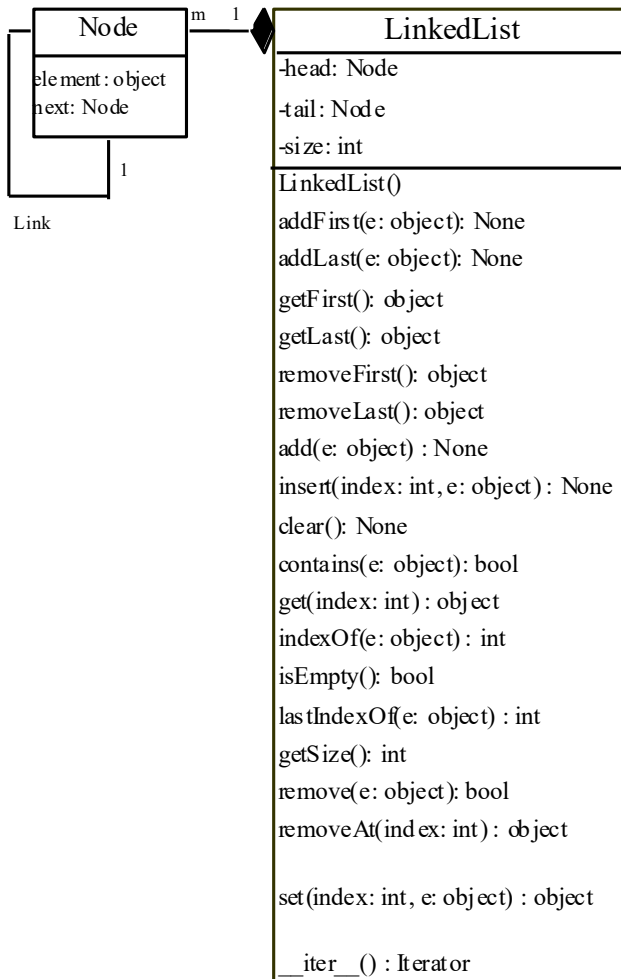 Node
element: object
next: Node
m
1
1
Link
LinkedList
-head: Node
-tail: Node
-size: int
LinkedList()
addFirst(e: object): None
addLast(e: object): None
getFirst(): object
getLast(): object
removeFirst(): object
removeLast(): object
add(e: object) : None
insert(index: int, e: object) : None
clear(): None
contains(e: object): bool
get(index: int) : object
indexOf(e: object) : int
isEmpty(): bool
lastIndexOf(e: object) : int
getSize(): int
remove(e: object): bool
removeAt(index: int) : object
set(index: int, e: object) : object
__iter__() : Iterator